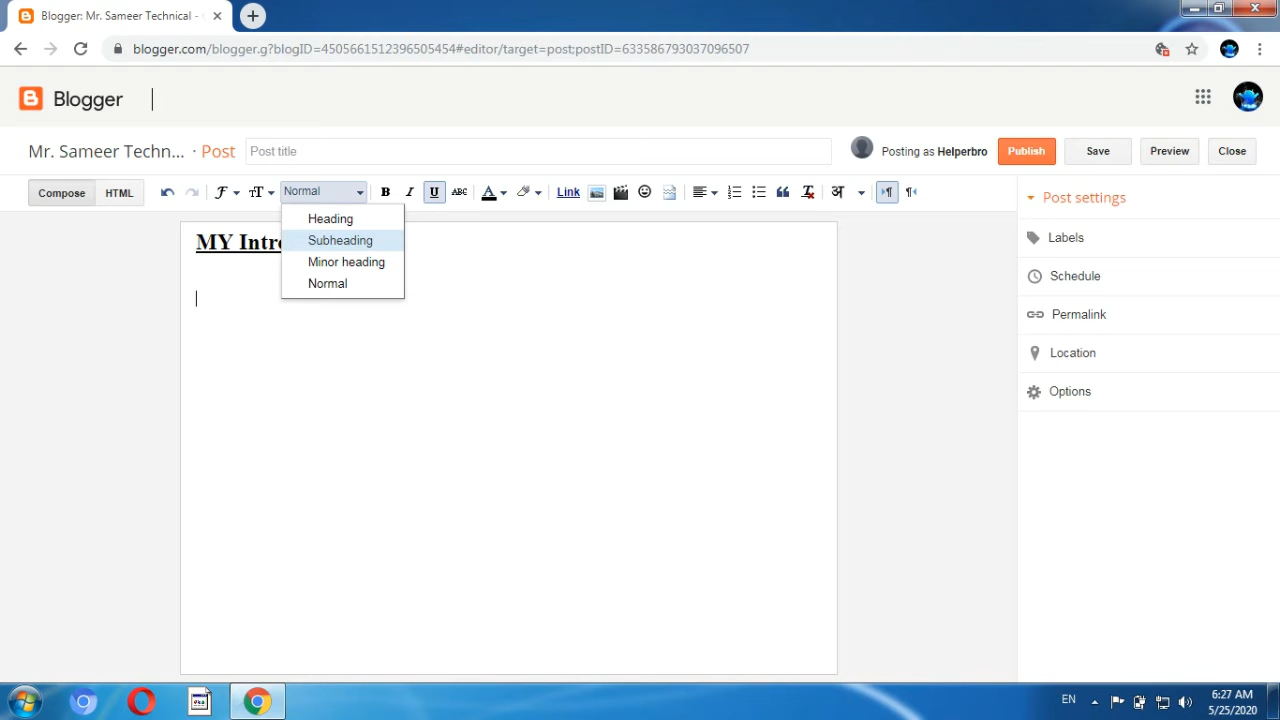 Blogger: Mr. Sameer Technical -
blogger.com/blogger.g?blogID=4505661512396505454#editor/target=post;postID=633586793037096507
Blogger
Mr. Sameer Techn... · Post
Post title
Posting as Helperbro
Publish
Save
Preview
Close
Compose
HTML
Normal
B
I
U
ABC
A
Link
अ
Post settings
Heading
Subheading
Minor heading
Normal
MY Intr
Labels
Schedule
Permalink
Location
Options
EN
6:27 AM
5/25/2020